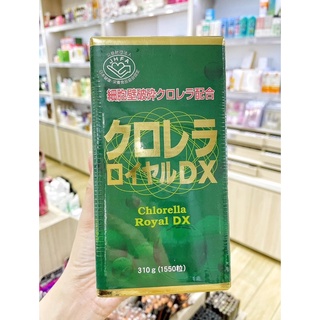 JHFA
細胞壁破砕クロレラ配合
クロレラ
ロイヤルDX
Chlorella
Royal DX
310g (1550粒)